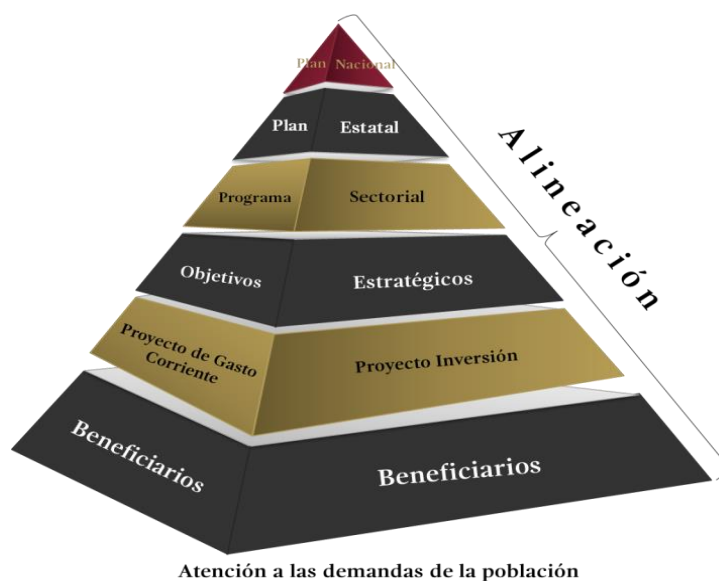 Plan Nacional
Plan Estatal
Programa Sectorial
Objetivos Estratégicos
Proyecto de Gasto
Corriente
Proyecto Inversión
Beneficiarios
Beneficiarios
Alineación
Atención a las demandas de la población